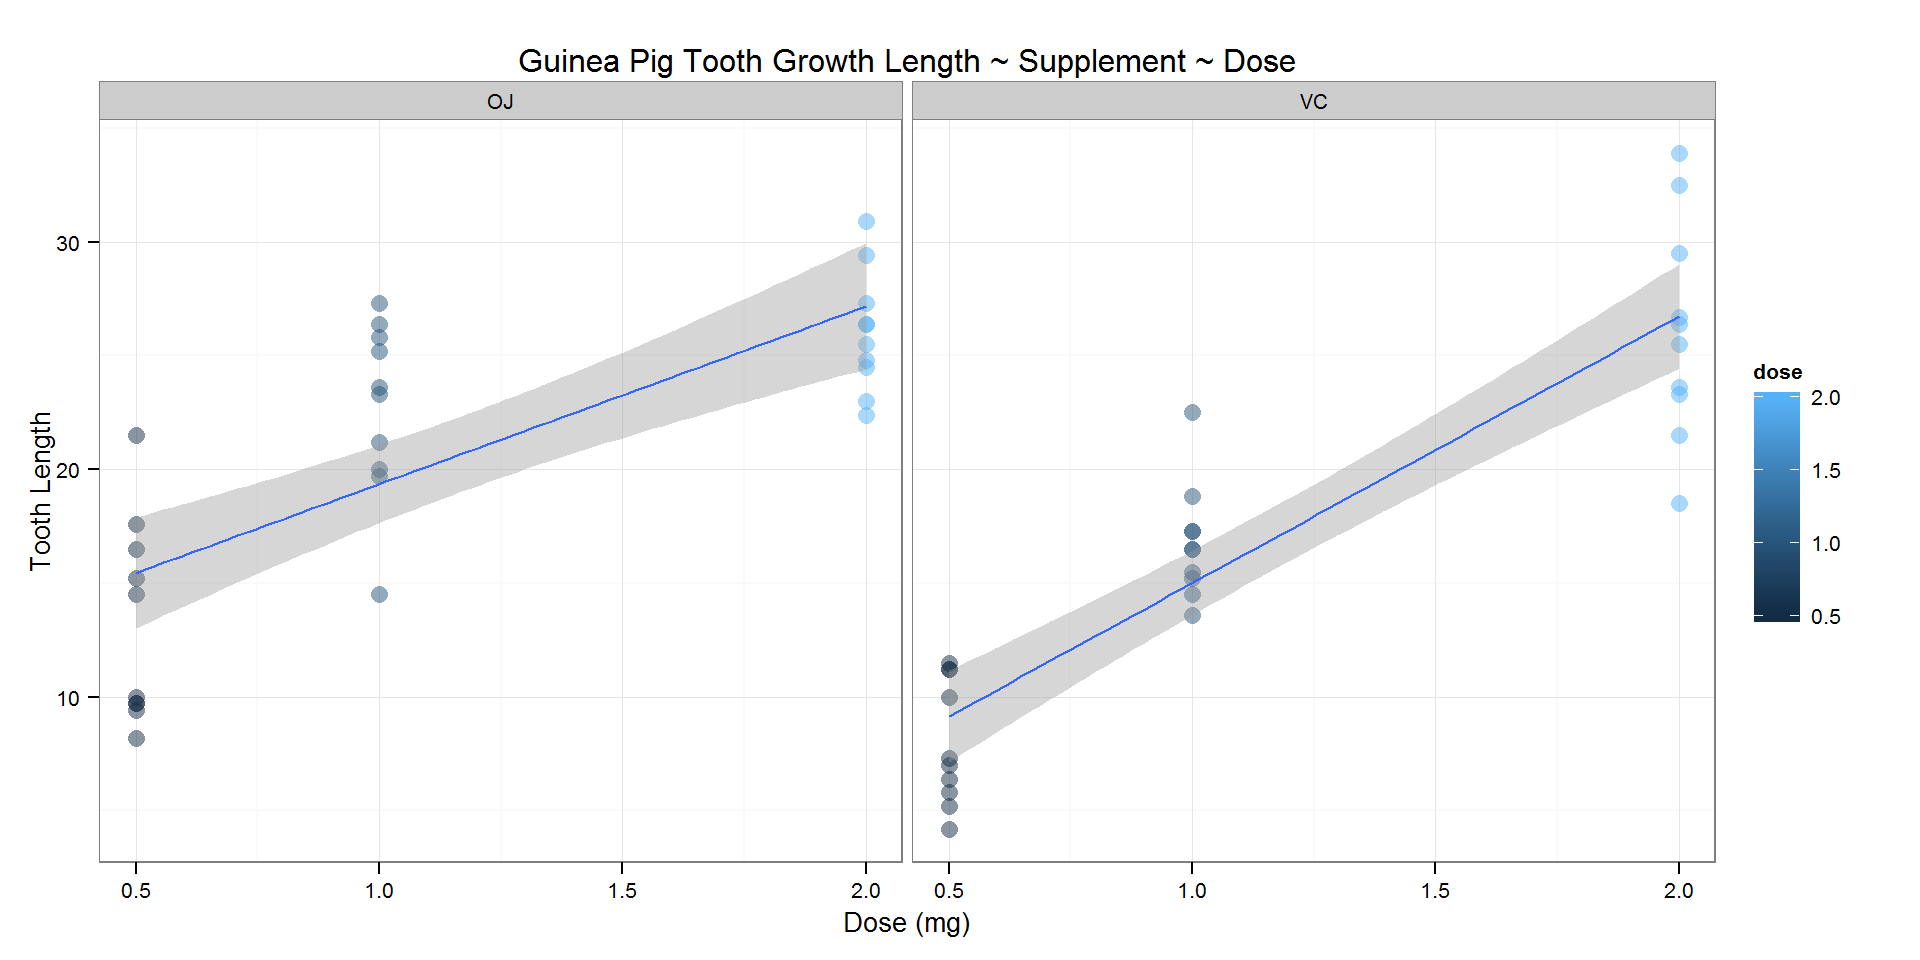 Guinea Pig Tooth Growth Length ~ Supplement ~ Dose
OJ
VC
Tooth Length
30
20
10
0.5 1.0 1.5 2.0
0.5 1.0 1.5 2.0
Dose (mg)
dose
2.0
1.5
1.0
0.5